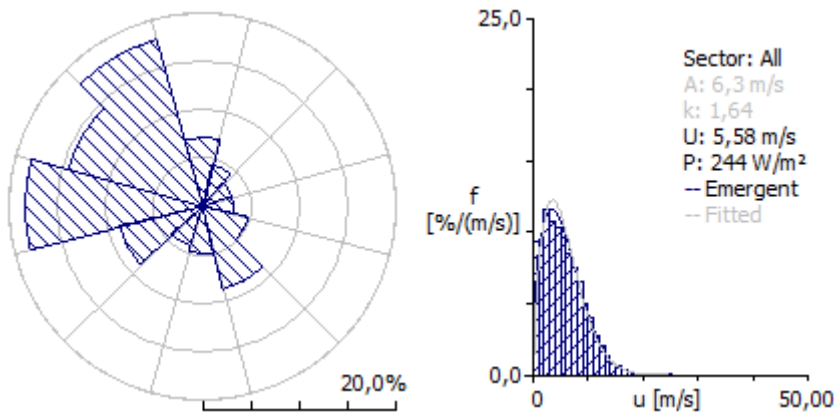 20,0%
25,0
f
[%/(m/s)]
0,0
0
u [m/s]
50,00
Sector: All
A: 6,3 m/s
k: 1,64
U: 5,58 m/s
P: 244 W/m²
-- Emergent
-- Fitted